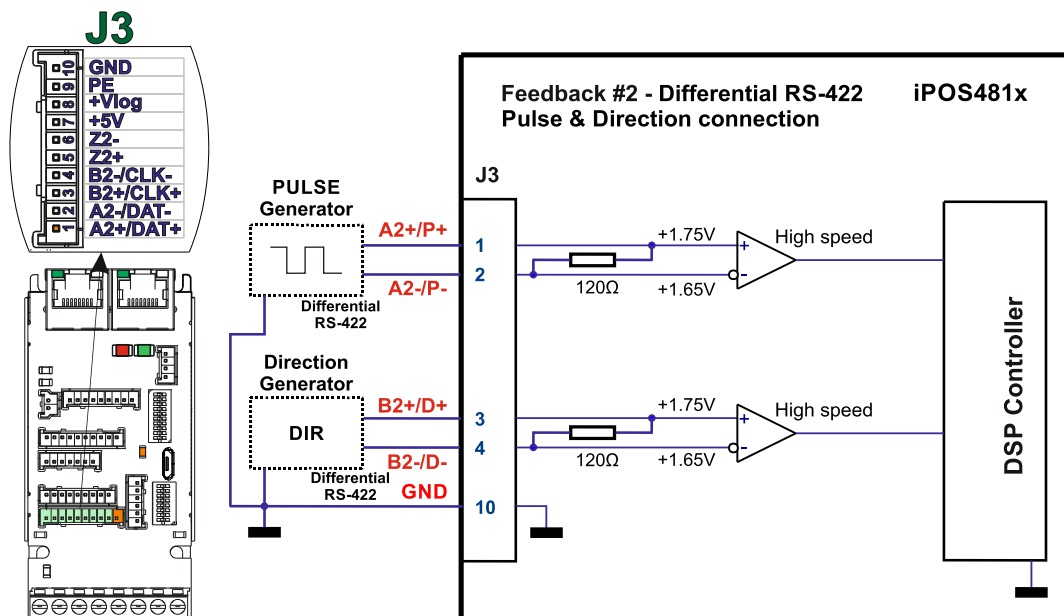 J3
10 GND
9 PE
8 +Vlog
7 +5V
6 Z2-
5 Z2+
4 B2-/CLK-
3 B2+/CLK+
2 A2-/DAT-
1 A2+/DAT+
Feedback #2 - Differential RS-422
Pulse & Direction connection
iPOS481x
J3
PULSE
Generator
A2+/P+
1
+1.75V
+
High speed
2
-
A2-/P-
120Ω
+1.65V
Differential
RS-422
Direction
Generator
B2+/D+
3
+1.75V
+
High speed
DIR
4
-
B2-/D-
120Ω
+1.65V
Differential
RS-422
GND
10
DSP Controller